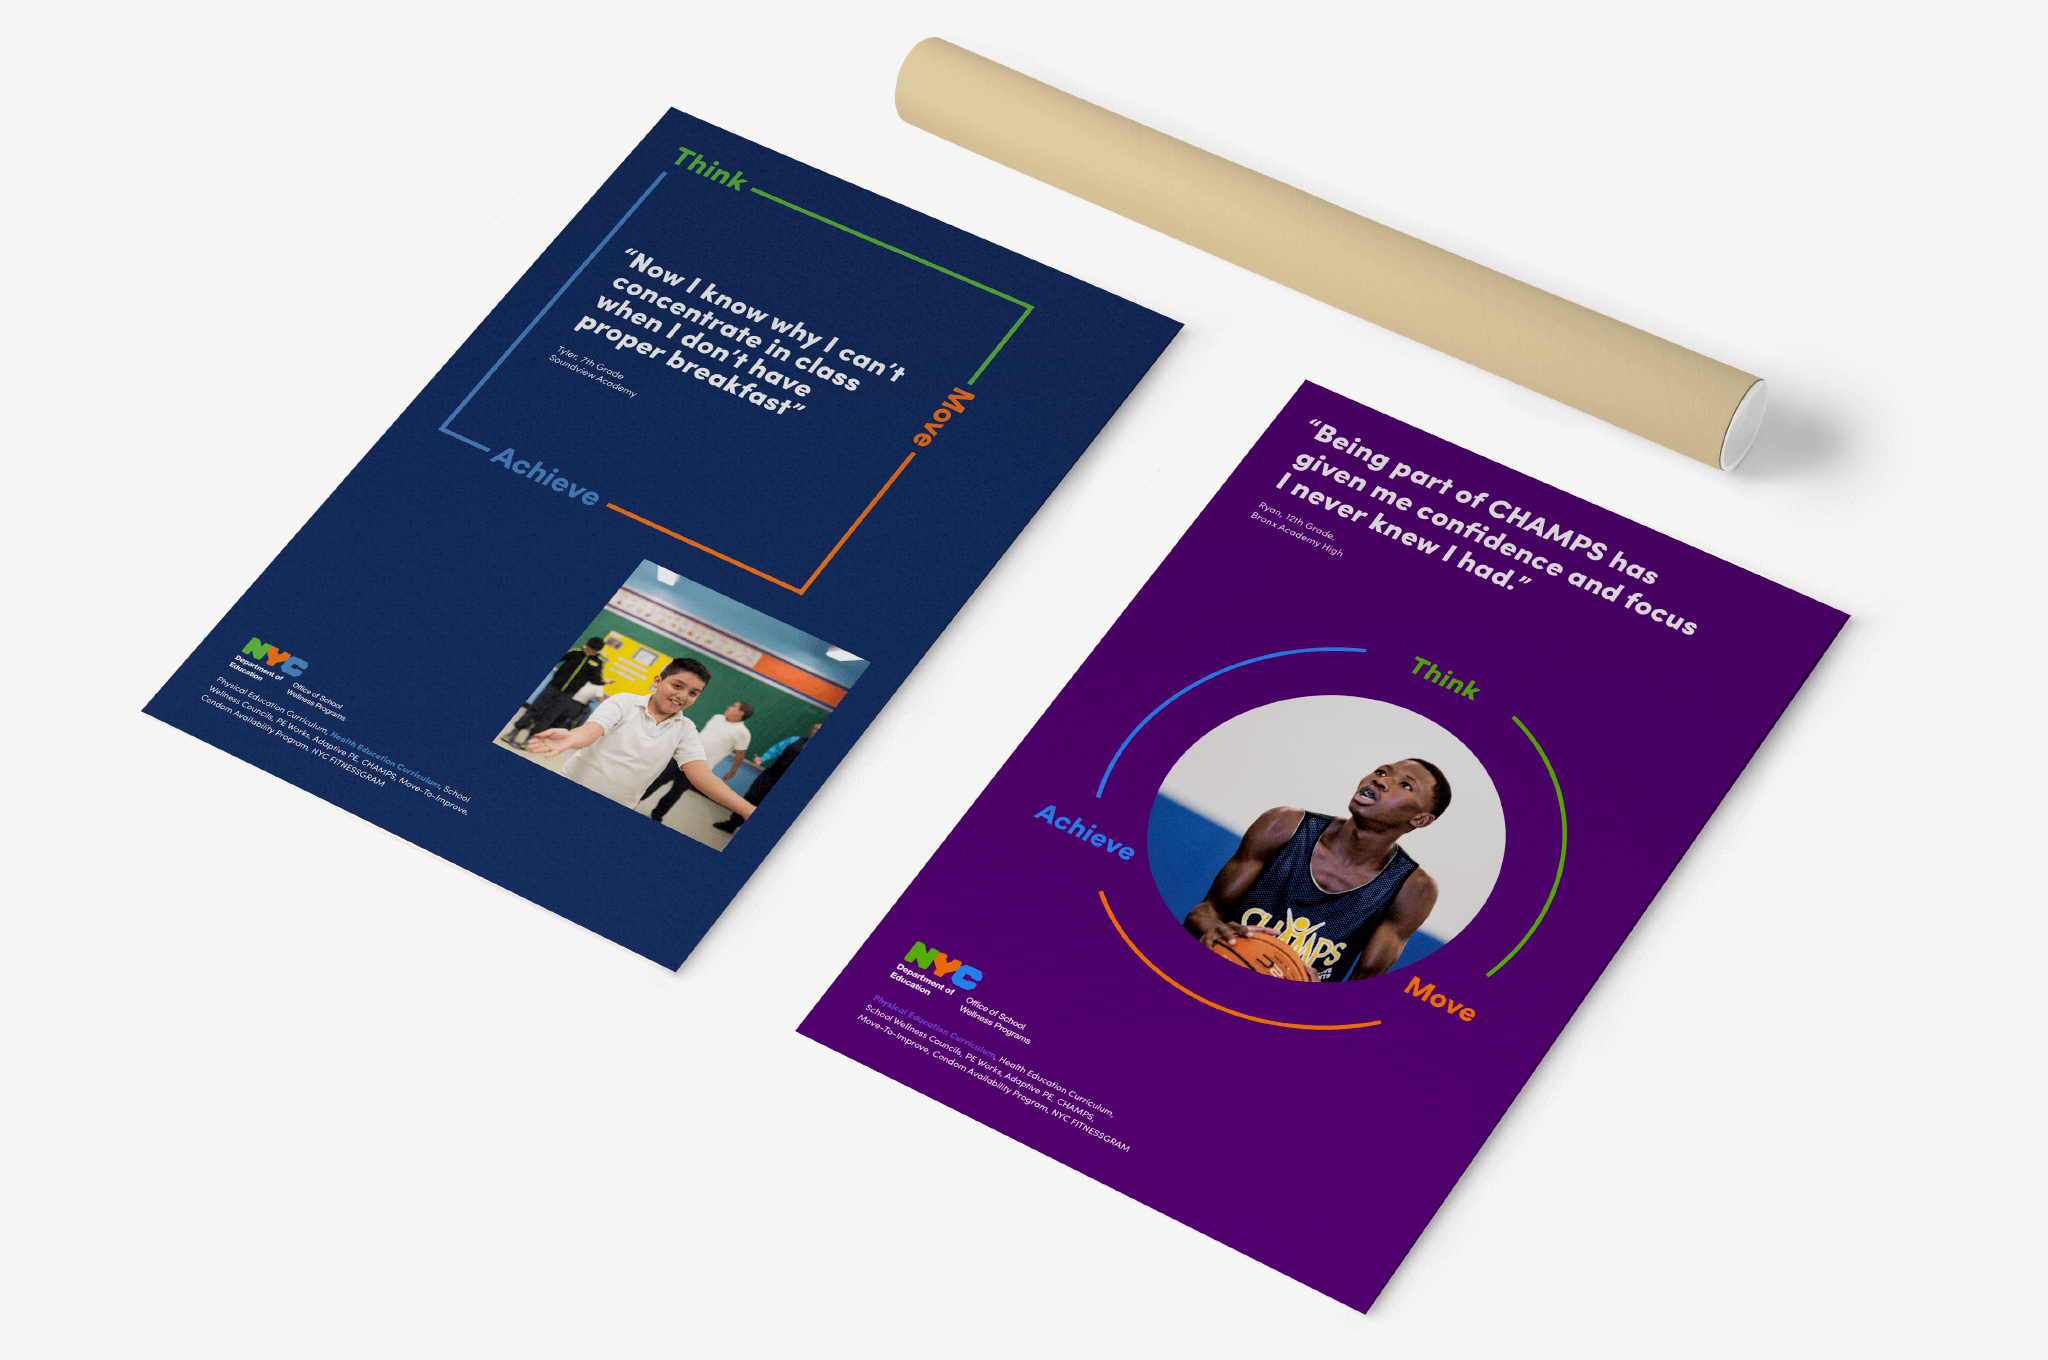 Think
“Now I know why I can’t
concentrate in class
when I don’t have
proper breakfast”
Tyler, 7th Grade
Soundview Academy
Move
Achieve
NYC
Department of
Education
Office of School
Wellness Programs
Physical Education Curriculum, Health Education Curriculum, School
Wellness Councils, PE Works, Adaptive PE, CHAMPS, Move-To-Improve,
Condom Availability Program, NYC FITNESSGRAM
“Being part of CHAMPS has
given me confidence and focus
I never knew I had.”
Ryan, 12th Grade,
Bronx Academy High
Think
Achieve
CHAMPS
Move
NYC
Department of
Education
Office of School
Wellness Programs
Physical Education Curriculum, Health Education Curriculum,
School Wellness Councils, PE Works, Adaptive PE, CHAMPS,
Move-To-Improve, Condom Availability Program, NYC FITNESSGRAM